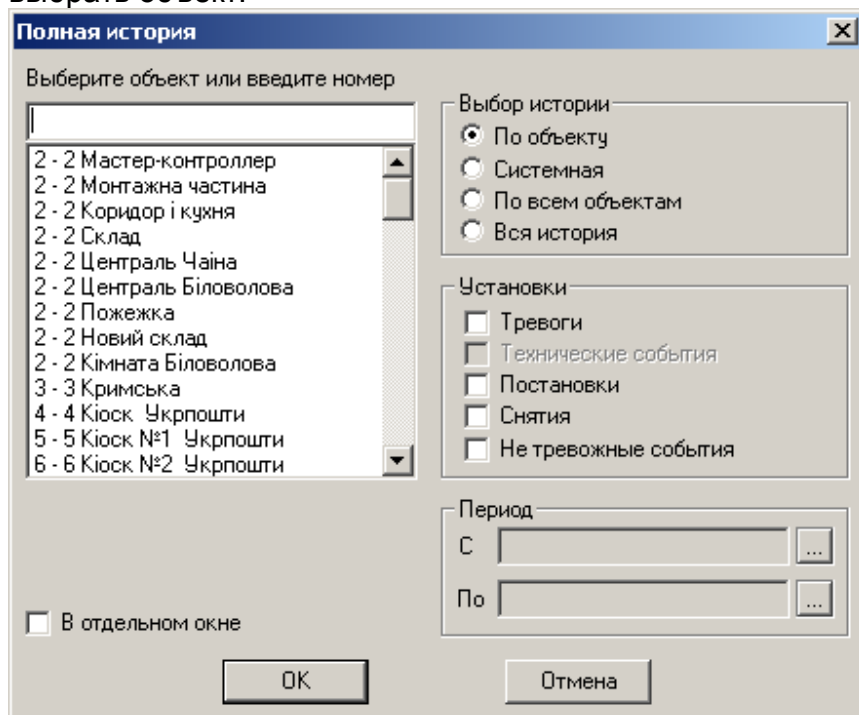 выбрать объект.
Полная история
Выберите объект или введите номер
2 - 2 Мастер-контроллер
2 - 2 Монтажна частина
2 - 2 Коридор і кухня
2 - 2 Склад
2 - 2 Централь Чаіна
2 - 2 Централь Біловолова
2 - 2 Пожежка
2 - 2 Новий склад
2 - 2 Кімната Біловолова
3 - 3 Кримська
4 - 4 Кіоск Укрпошти
5 - 5 Кіоск №1 Укрпошти
6 - 6 Кіоск №2 Укрпошти
В отдельном окне
Выбор истории
По объекту
Системная
По всем объектам
Вся история
Установки
Тревоги
Технические события
Постановки
Снятия
Не тревожные события
Период
С ...
По ...
OK
Отмена